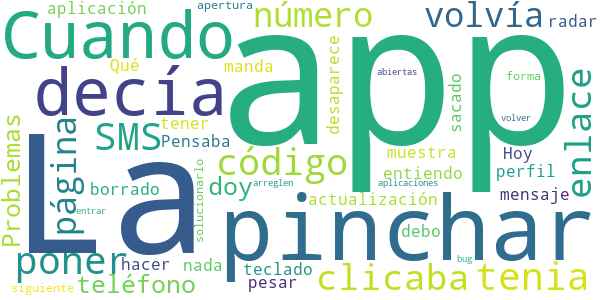 aplicación
apertura
Cuando
app
número
volvía
radar
Qué
manda
desaparece
abiertas
forma
decía
sacado
enlace
Problemas
página
SMS
tener
Pensaba
código
muestra
Hoy
volver
La
pinchar
entiendo
perfil
borrado
solucionarlo
doy
arreglen
aplicaciones
mensaje
entrar
actualización
debo
poner
hacer
nada
teclado
clicaba
tenia
bug
siguiente
teléfono
pesar